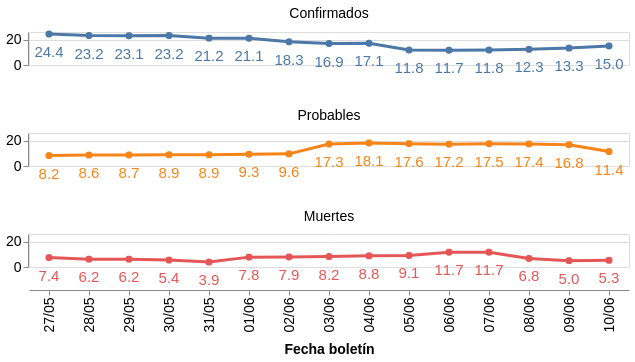 Confirmados
20
0
24.4 23.2 23.1 23.2 21.2 21.1 18.3 16.9 17.1 11.8 11.7 11.8 12.3 13.3 15.0
Probables
20
0
8.2 8.6 8.7 8.9 8.9 9.3 9.6 17.3 18.1 17.6 17.2 17.5 17.4 16.8 11.4
Muertes
20
0
7.4 6.2 6.2 5.4 3.9 7.8 7.9 8.2 8.8 9.1 11.7 11.7 6.8 5.0 5.3
27/05 28/05 29/05 30/05 31/05 01/06 02/06 03/06 04/06 05/06 06/06 07/06 08/06 09/06 10/06
Fecha boletín